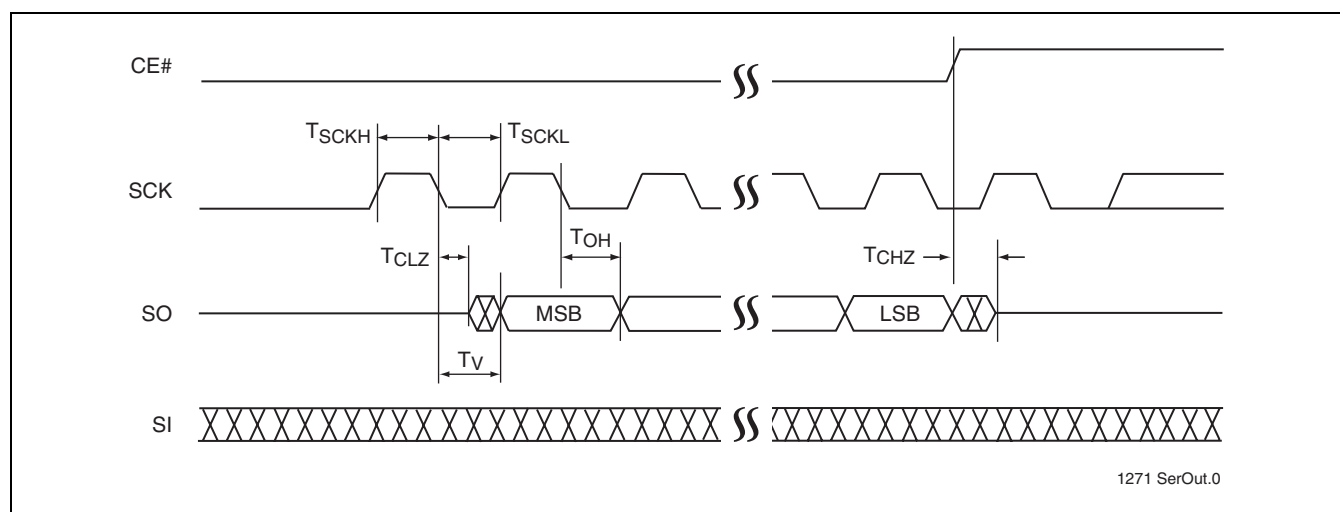 CE#
TSCKH
TSCKL
SCK
TOH
TCLZ
TCHZ
SO
MSB
LSB
TV
SI
1271 SerOut.0